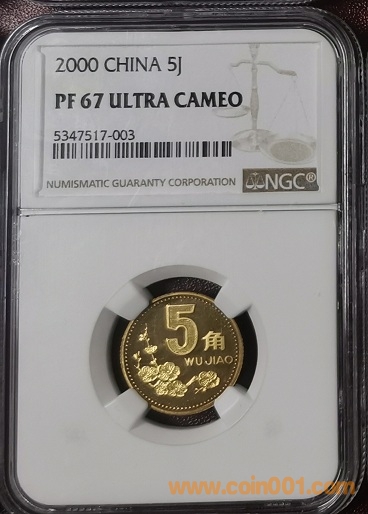 2000 CHINA 5J
PF 67 ULTRA CAMEO
5347517-003
NUMISMATIC GUARANTY CORPORATION NGC®
5角
WU JIAO
www.coin001.com